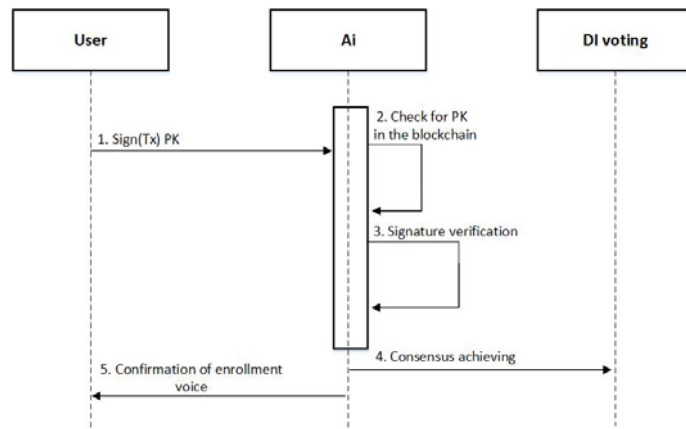 User
Ai
DI voting
1. Sign(Tx) PK
2. Check for PK
in the blockchain
3. Signature verification
4. Consensus achieving
5. Confirmation of enrollment
voice